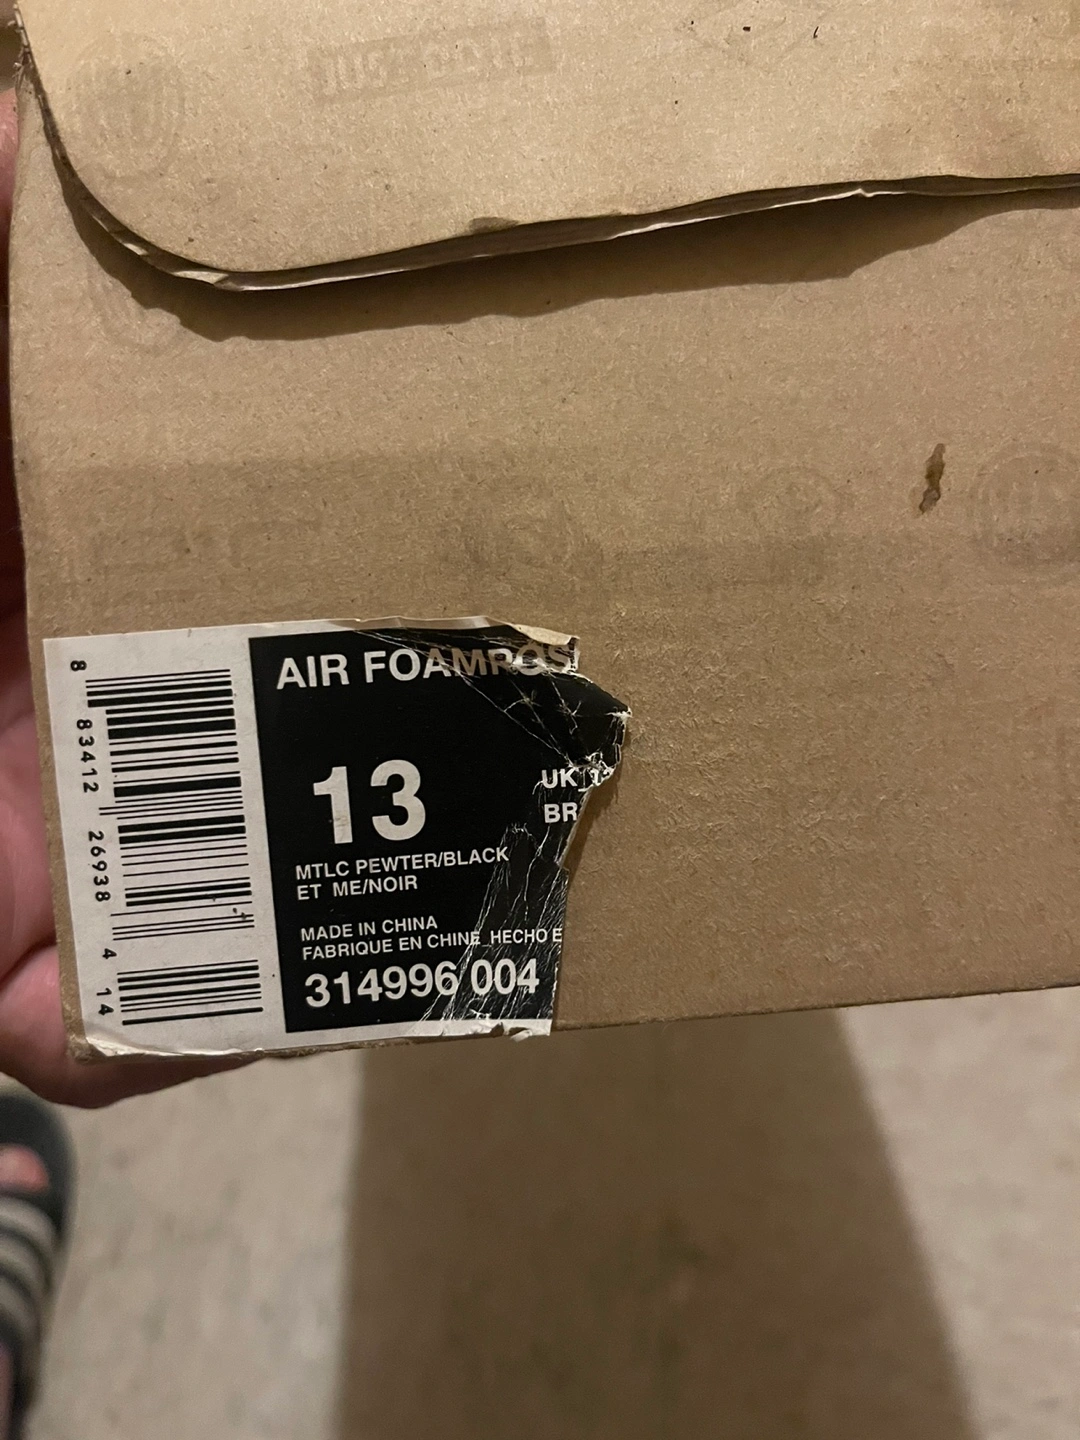 AIR FOAMPOS
13
UK 12
BR
MTLC PEWTER/BLACK
ET ME/NOIR
MADE IN CHINA
FABRIQUE EN CHINE HECHO E
314996 004
8 83412 26938 4 14